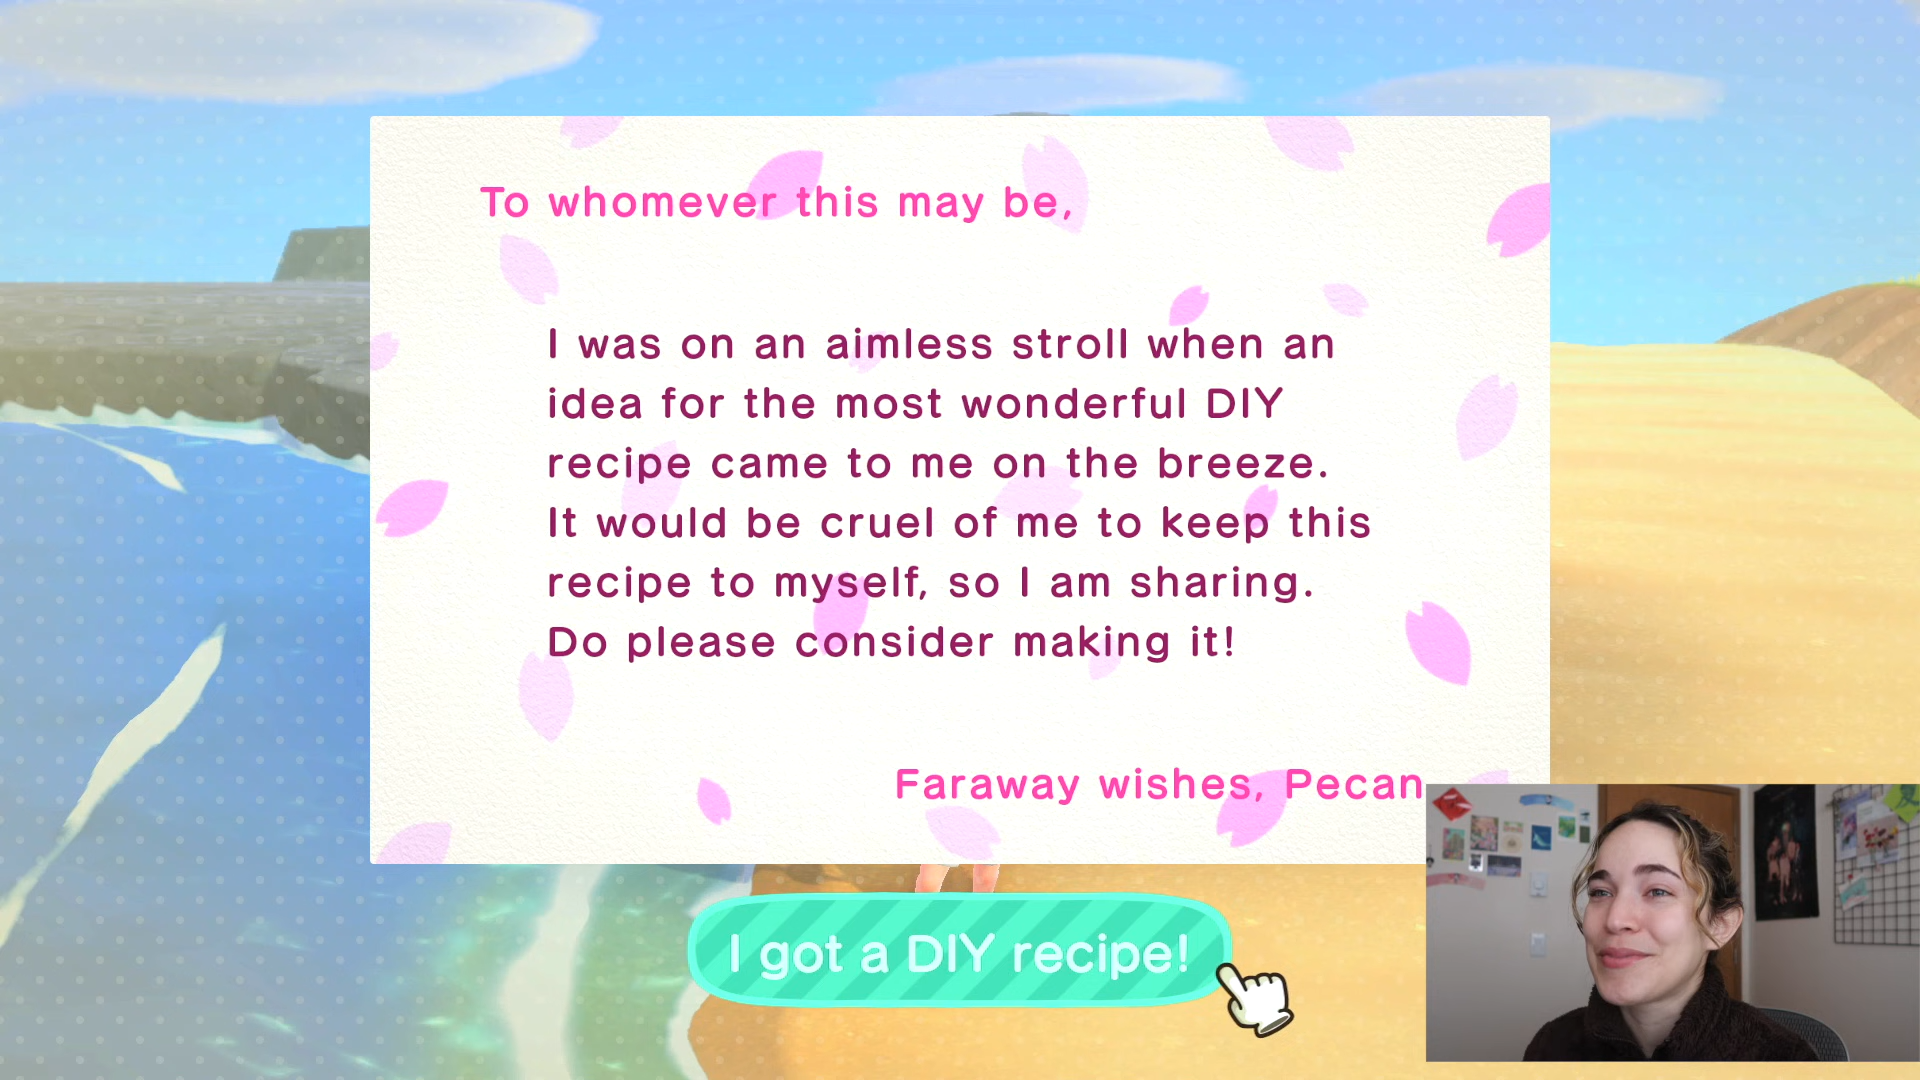 To whomever this may be,
I was on an aimless stroll when an
idea for the most wonderful DIY
recipe came to me on the breeze.
It would be cruel of me to keep this
recipe to myself, so I am sharing.
Do please consider making it!
Faraway wishes, Pecan
I got a DIY recipe!